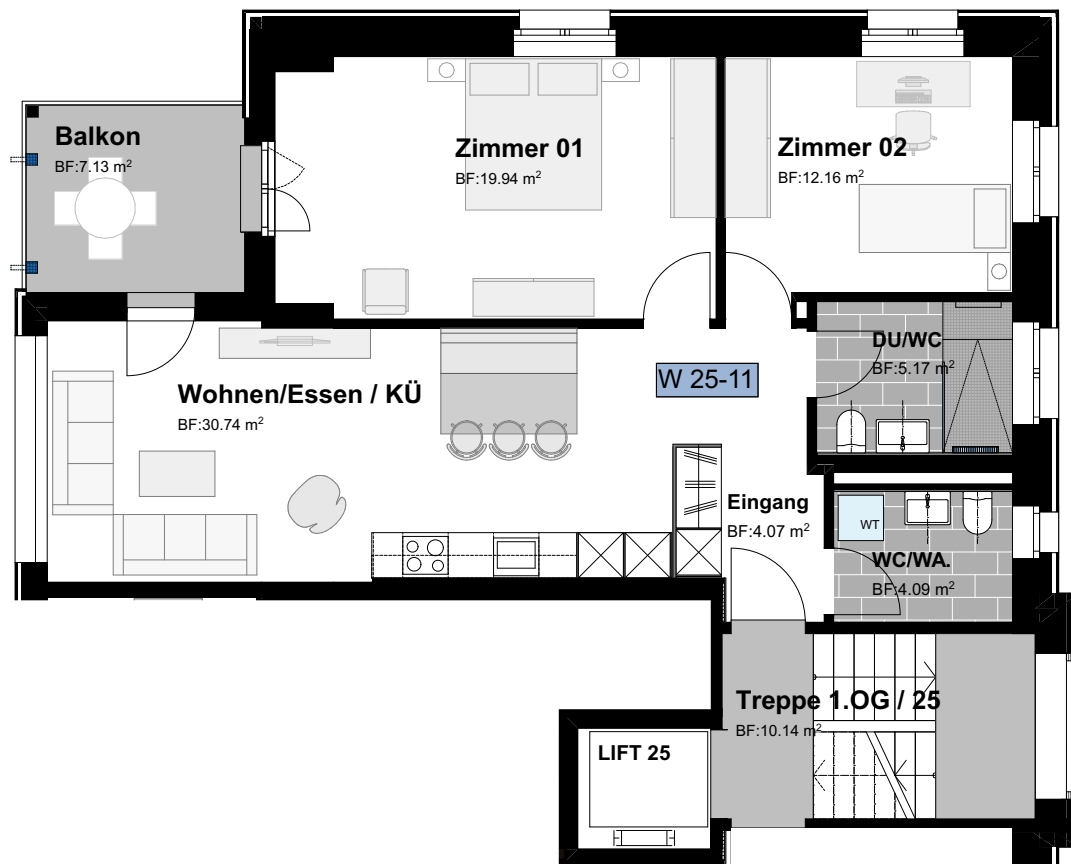 Balkon
BF:7.13 m²
Zimmer 01
BF:19.94 m²
Zimmer 02
BF:12.16 m²
DU/WC
BF:5.17 m²
W 25-11
Wohnen/Essen / KÜ
BF:30.74 m²
Eingang
BF:4.07 m²
WT
WC/WA.
BF:4.09 m²
Treppe 1.OG / 25
BF:10.14 m²
LIFT 25